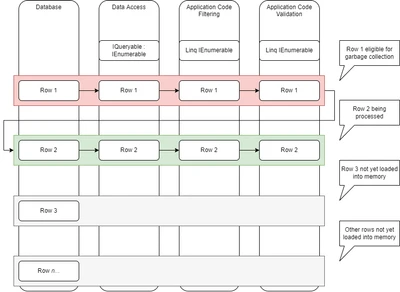 Database
Data Access
Application Code
Filtering
Application Code
Validation
IQueryable :
IEnumerable
Linq IEnumerable
Linq IEnumerable
Row 1 eligible for
garbage collection
Row 1
Row 1
Row 1
Row 1
Row 2 being
processed
Row 2
Row 2
Row 2
Row 2
Row 3 not yet loaded
into memory
Row 3
Other rows not yet
loaded into memory
Row n...